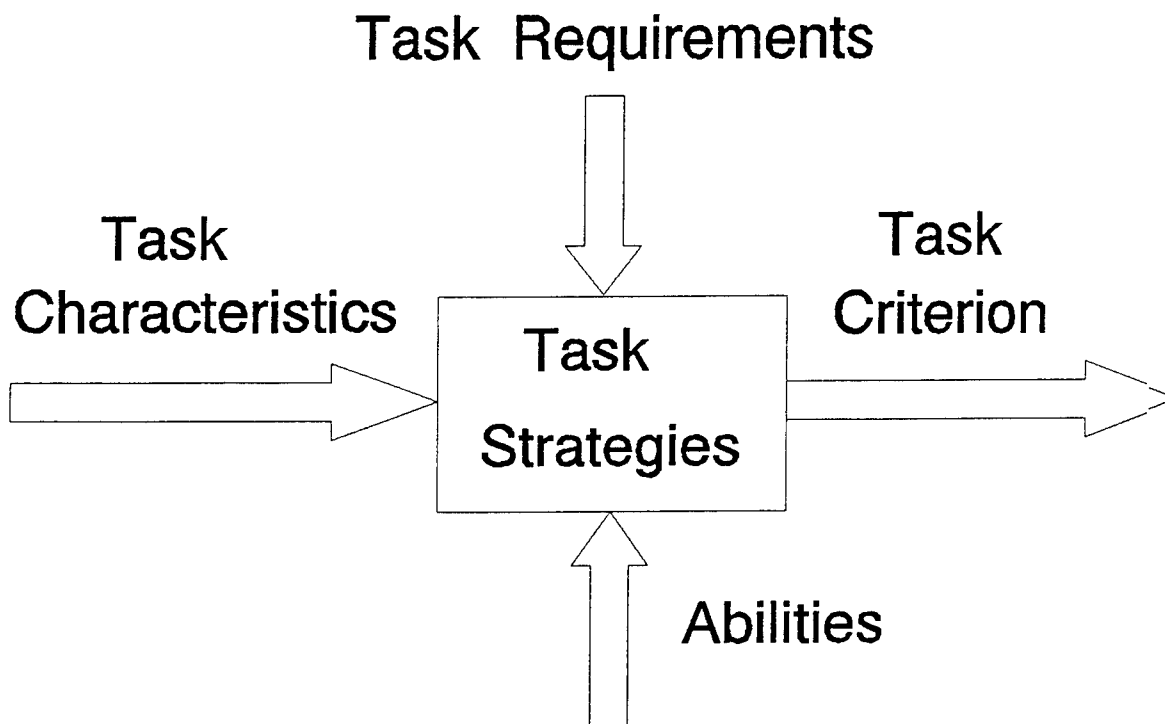 Task Requirements
Task
Characteristics
Task
Criterion
Task
Strategies
Abilities